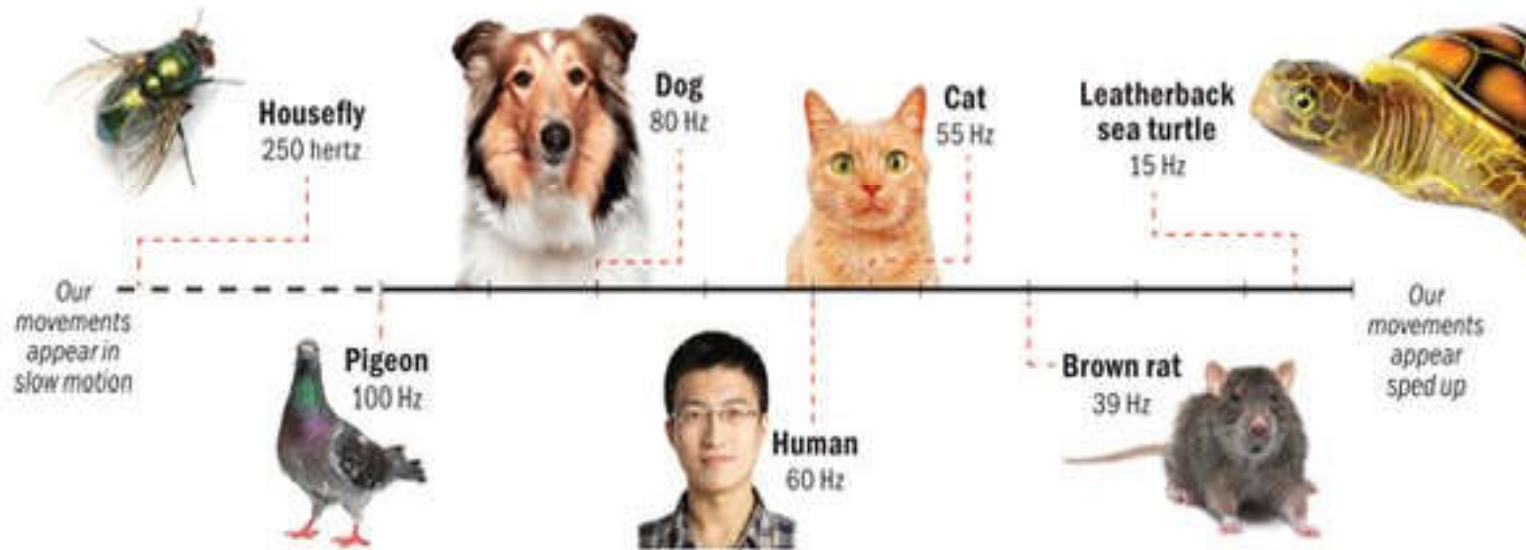 Housefly
250 hertz
Dog
80 Hz
Cat
55 Hz
Leatherback
sea turtle
15 Hz
Our
movements
appear in
slow motion
Pigeon
100 Hz
Human
60 Hz
Brown rat
39 Hz
Our
movements
appear
sped up